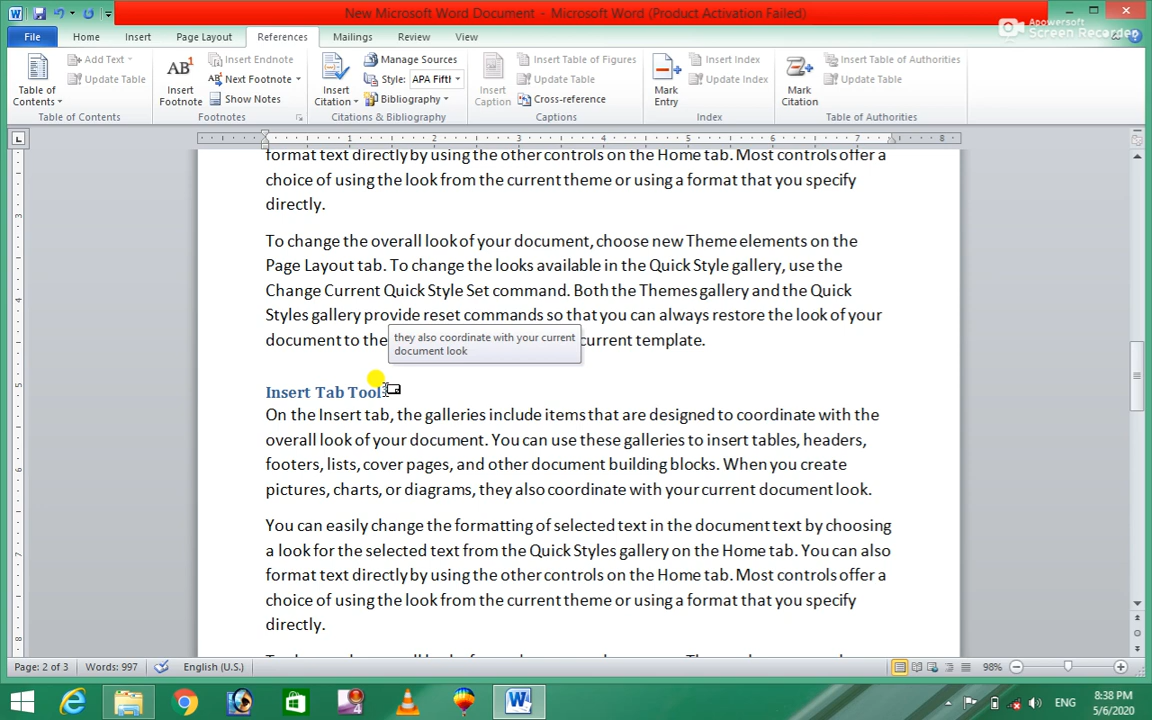 New Microsoft Word Document - Microsoft Word (Product Activation Failed)
Apowersoft
Screen Recorder
File Home Insert Page Layout References Mailings Review View
Table of Contents
Add Text
Update Table
Table of Contents
Insert Footnote
Insert Endnote
Next Footnote
Show Notes
Footnotes
Insert Citation
Manage Sources
Style: APA Fifth
Bibliography
Citations & Bibliography
Insert Caption
Insert Table of Figures
Update Table
Cross-reference
Captions
Mark Entry
Insert Index
Update Index
Index
Mark Citation
Insert Table of Authorities
Update Table
Table of Authorities
1 2 3 4 5 6 7 8
format text directly by using the other controls on the Home tab. Most controls offer a
choice of using the look from the current theme or using a format that you specify
directly.
To change the overall look of your document, choose new Theme elements on the
Page Layout tab. To change the looks available in the Quick Style gallery, use the
Change Current Quick Style Set command. Both the Themes gallery and the Quick
Styles gallery provide reset commands so that you can always restore the look of your
document to the current template.
they also coordinate with your current
document look
Insert Tab Tool
On the Insert tab, the galleries include items that are designed to coordinate with the
overall look of your document. You can use these galleries to insert tables, headers,
footers, lists, cover pages, and other document building blocks. When you create
pictures, charts, or diagrams, they also coordinate with your current document look.
You can easily change the formatting of selected text in the document text by choosing
a look for the selected text from the Quick Styles gallery on the Home tab. You can also
format text directly by using the other controls on the Home tab. Most controls offer a
choice of using the look from the current theme or using a format that you specify
directly.
Page: 2 of 3 Words: 997 English (U.S.) 98%
ENG
8:38 PM
5/6/2020